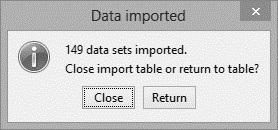 Data imported
149 data sets imported.
Close import table or return to table?
Close Return